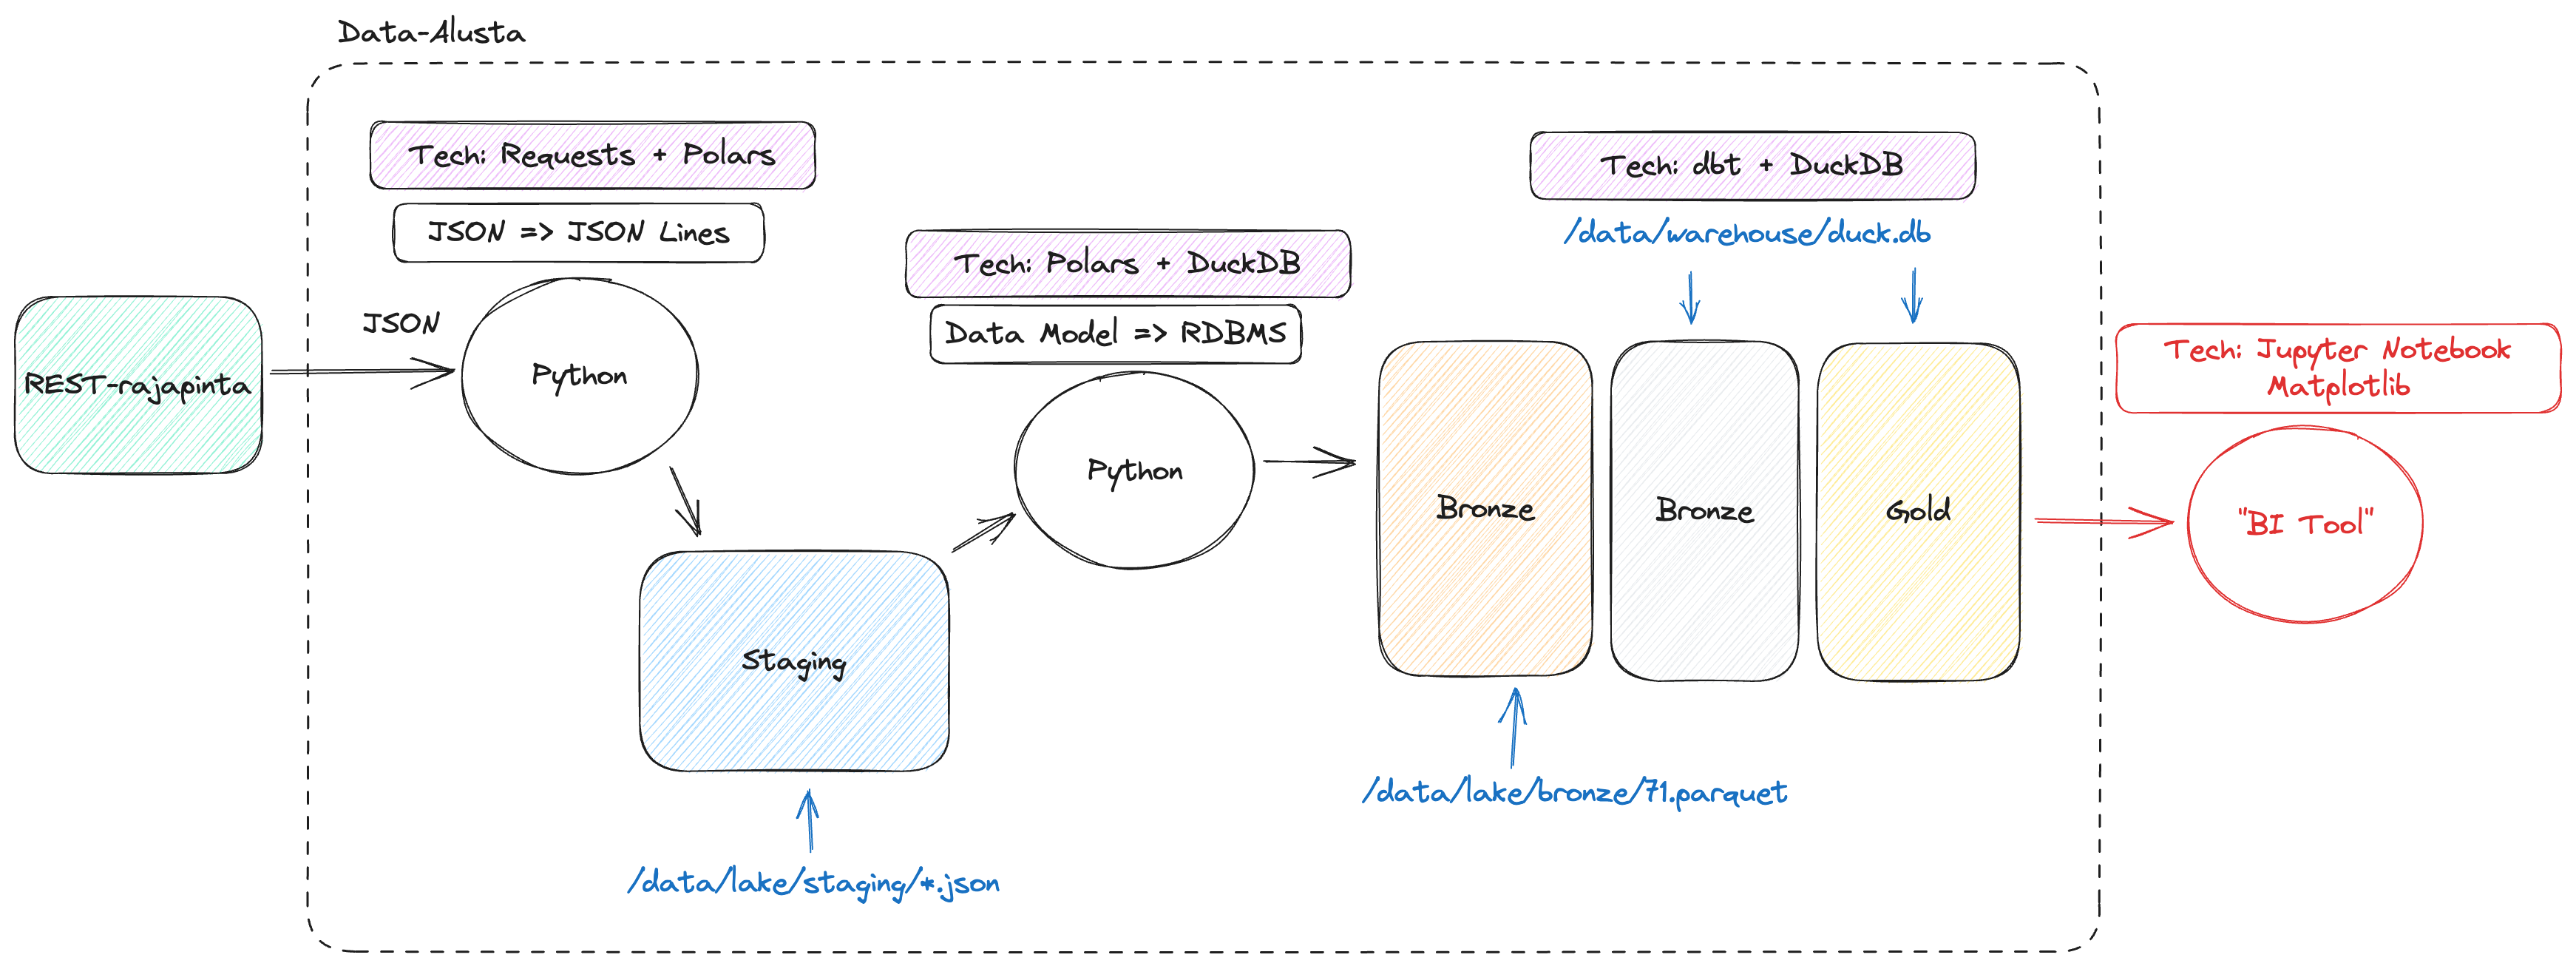 Data-Alusta
Tech: Requests + Polars
JSON => JSON Lines
REST-rajapinta
JSON
Python
Staging
/data/lake/staging/*.json
Tech: Polars + DuckDB
Data Model => RDBMS
Python
Tech: dbt + DuckDB
/data/warehouse/duck.db
Bronze
Bronze
Gold
/data/lake/bronze/71.parquet
Tech: Jupyter Notebook
Matplotlib
"BI Tool"